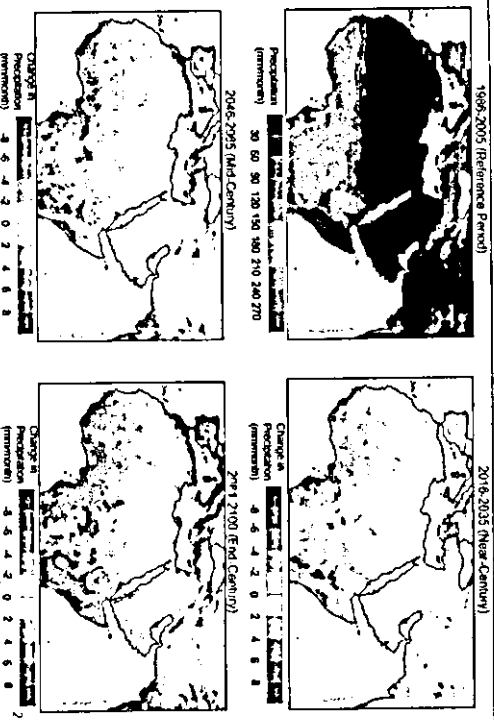 1986-2005 (Reference Period)
Precipitation
(mm/month)
30 60 90 120 150 180 210 240 270
2016-2035 (Near-Century)
Change in
Precipitation
(mm/month)
-8 -6 -4 -2 0 2 4 6 8
2046-2065 (Mid-Century)
Change in
Precipitation
(mm/month)
-8 -6 -4 -2 0 2 4 6 8
2081-2100 (End-Century)
Change in
Precipitation
(mm/month)
-8 -6 -4 -2 0 2 4 6 8
2